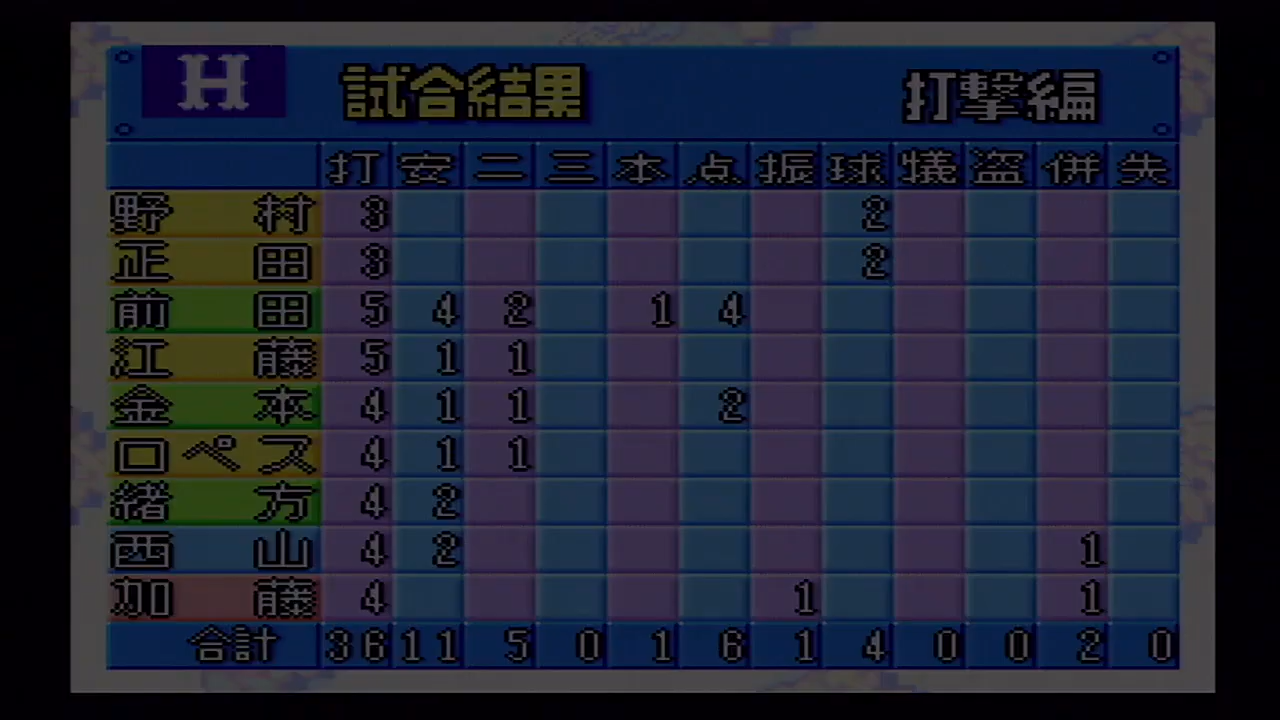 H 試合結果 打撃編
打 安 二 三 本 点 振 球 犠 盗 併 失
野村 3 2
正田 3 2
前田 5 4 2 1 4
江藤 5 1 1
金本 4 1 1 2
ロペス 4 1 1
緒方 4 2
西山 4 2 1
加藤 4 1 1
合計 36 11 5 0 1 6 1 4 0 0 2 0